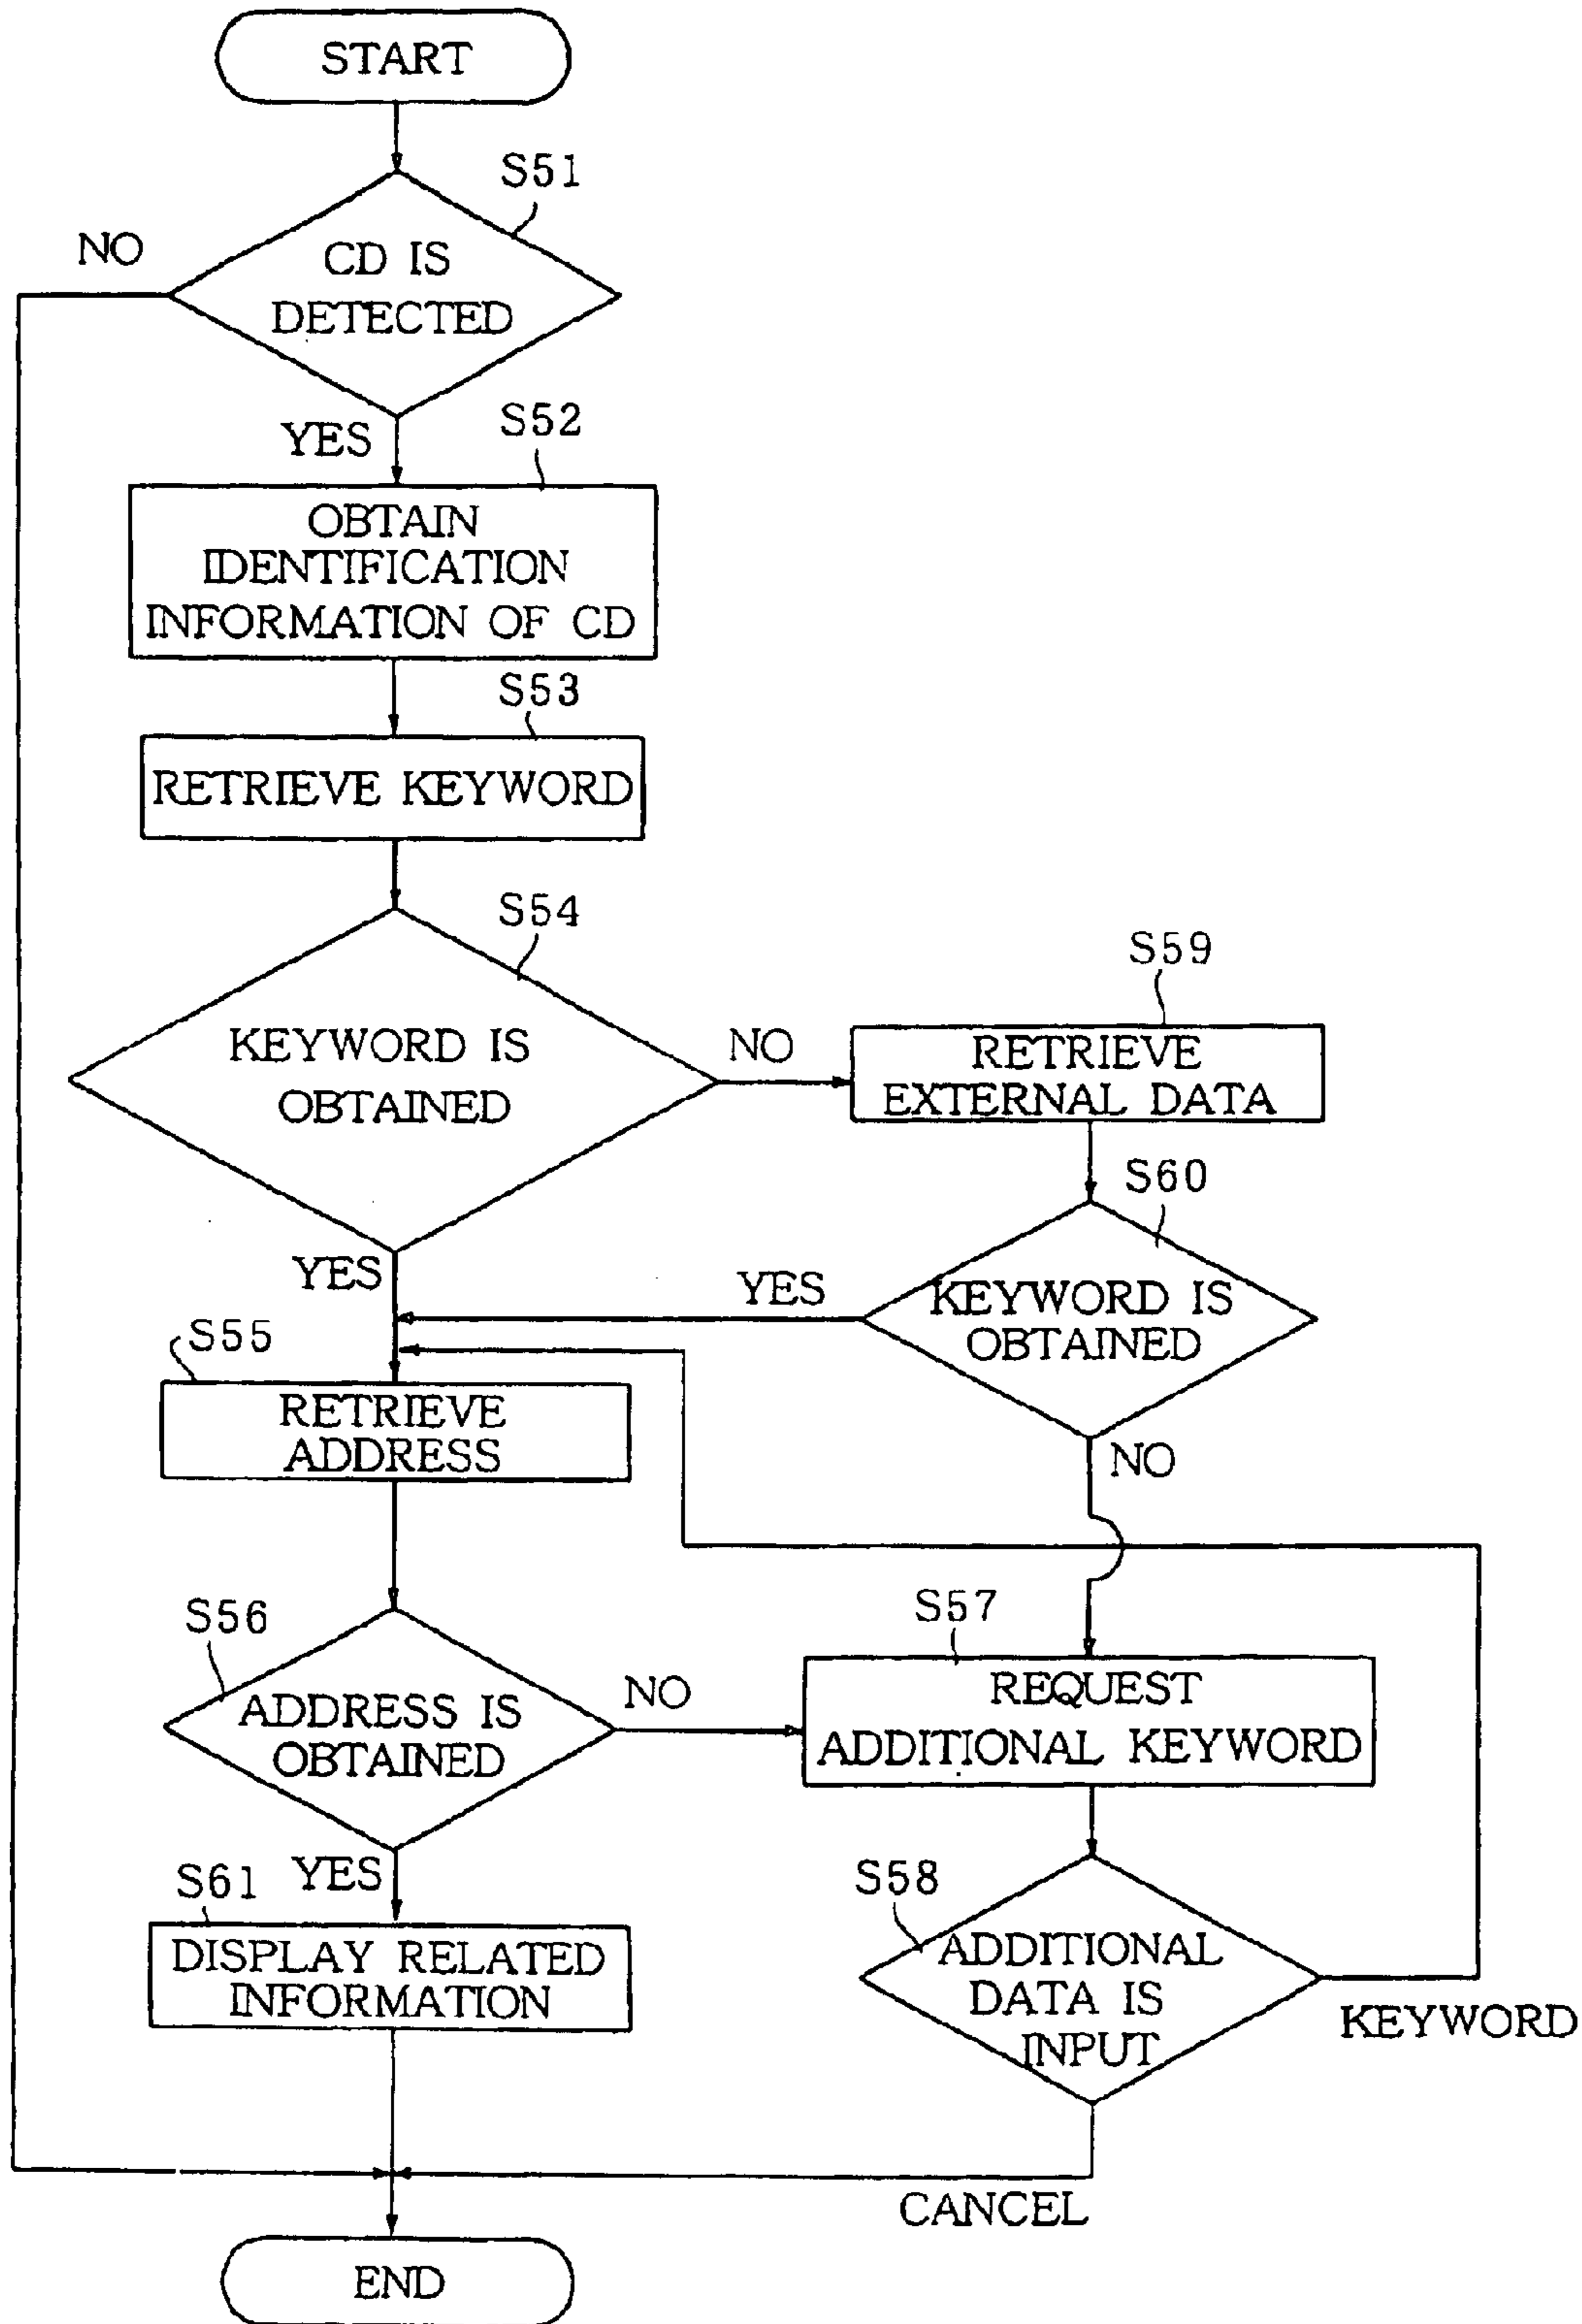 START
S51
NO
CD IS
DETECTED
YES
S52
OBTAIN
IDENTIFICATION
INFORMATION OF CD
S53
RETRIEVE KEYWORD
S54
KEYWORD IS
OBTAINED
NO
S59
RETRIEVE
EXTERNAL DATA
S60
KEYWORD IS
OBTAINED
YES
YES
NO
S55
RETRIEVE
ADDRESS
S56
ADDRESS IS
OBTAINED
NO
S57
REQUEST
ADDITIONAL KEYWORD
S58
ADDITIONAL
DATA IS
INPUT
KEYWORD
YES
S61
DISPLAY RELATED
INFORMATION
CANCEL
END